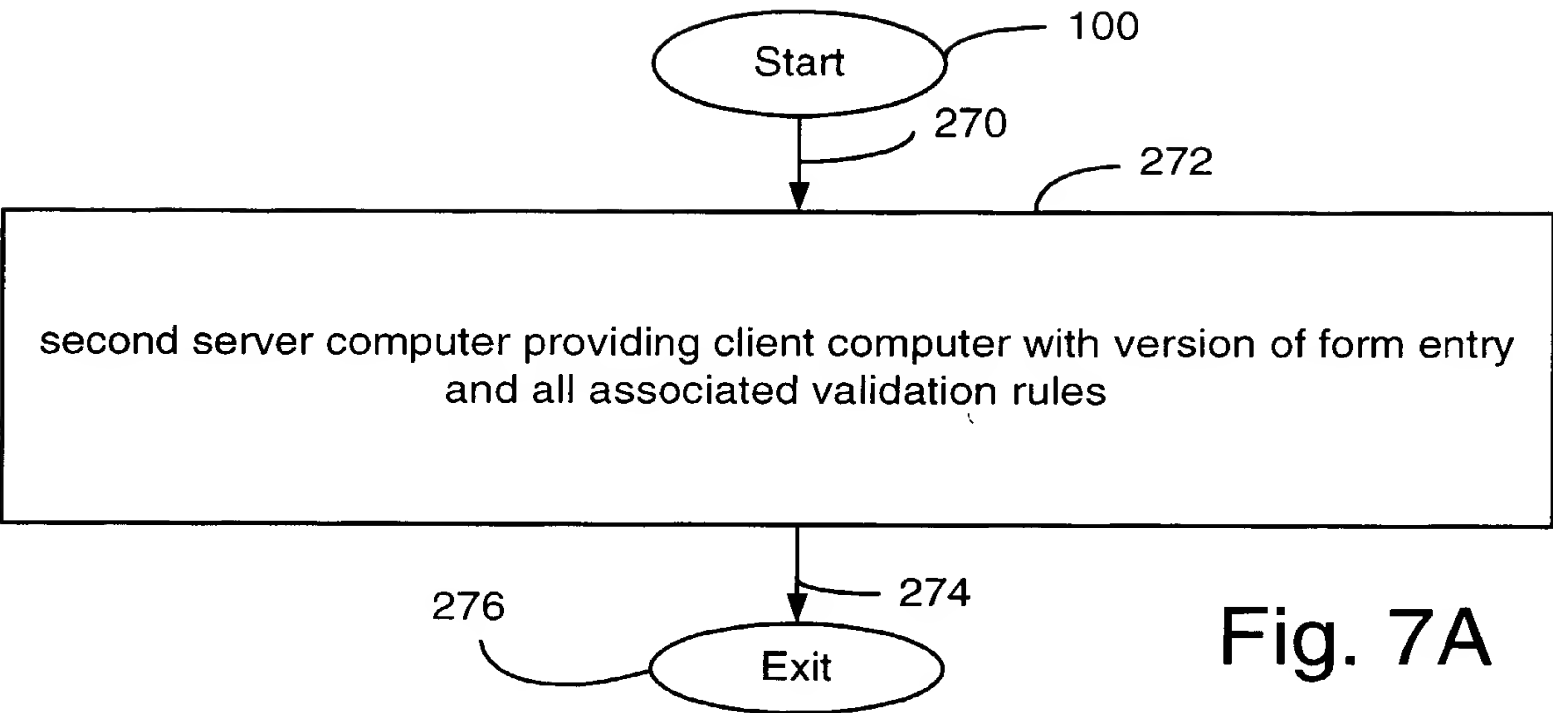 Start
100
270
272
second server computer providing client computer with version of form entry
and all associated validation rules
274
276
Exit
Fig. 7A